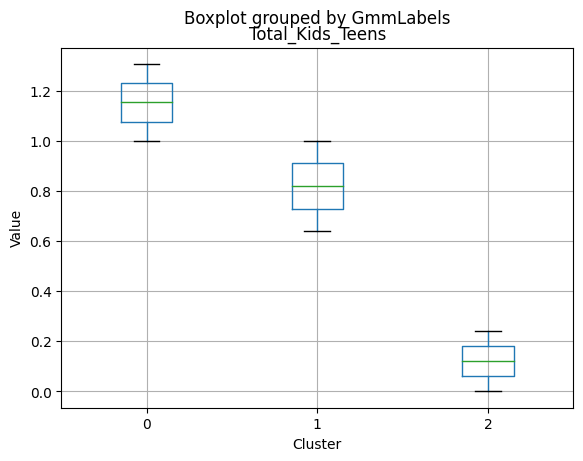 Boxplot grouped by GmmLabels
Total_Kids_Teens
Value
1.2
1.0
0.8
0.6
0.4
0.2
0.0
0 1 2
Cluster